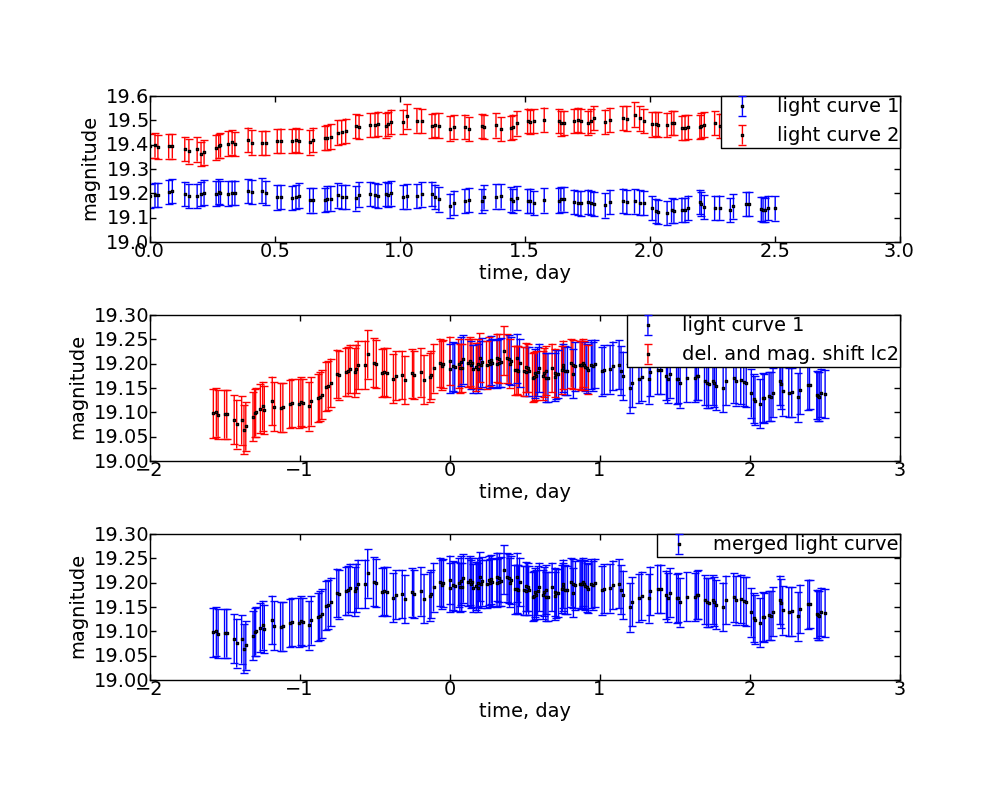 19.6
19.5
19.4
19.3
19.2
19.1
19.0
magnitude
light curve 1
light curve 2
0.0 0.5 1.0 1.5 2.0 2.5 3.0
time, day
19.30
19.25
19.20
19.15
19.10
19.05
19.00
magnitude
light curve 1
del. and mag. shift lc2
−2 −1 0 1 2 3
time, day
19.30
19.25
19.20
19.15
19.10
19.05
19.00
magnitude
merged light curve
−2 −1 0 1 2 3
time, day